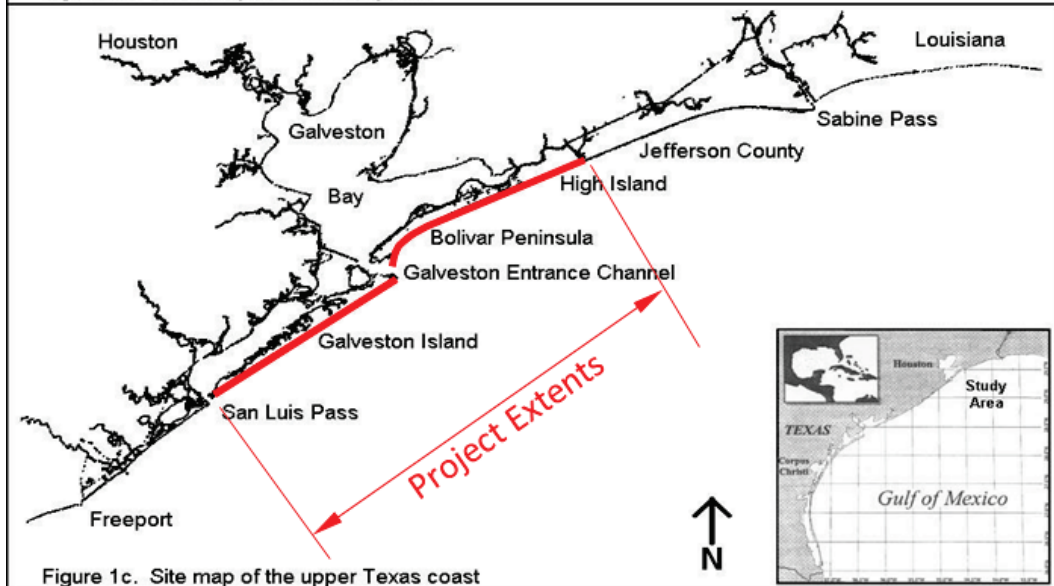 Houston
Louisiana
Galveston
Sabine Pass
Jefferson County
High Island
Bay
Bolivar Peninsula
Galveston Entrance Channel
Galveston Island
San Luis Pass
Project Extents
Freeport
N
Houston
Study
Area
TEXAS
Corpus
Christi
Gulf of Mexico
Figure 1c. Site map of the upper Texas coast